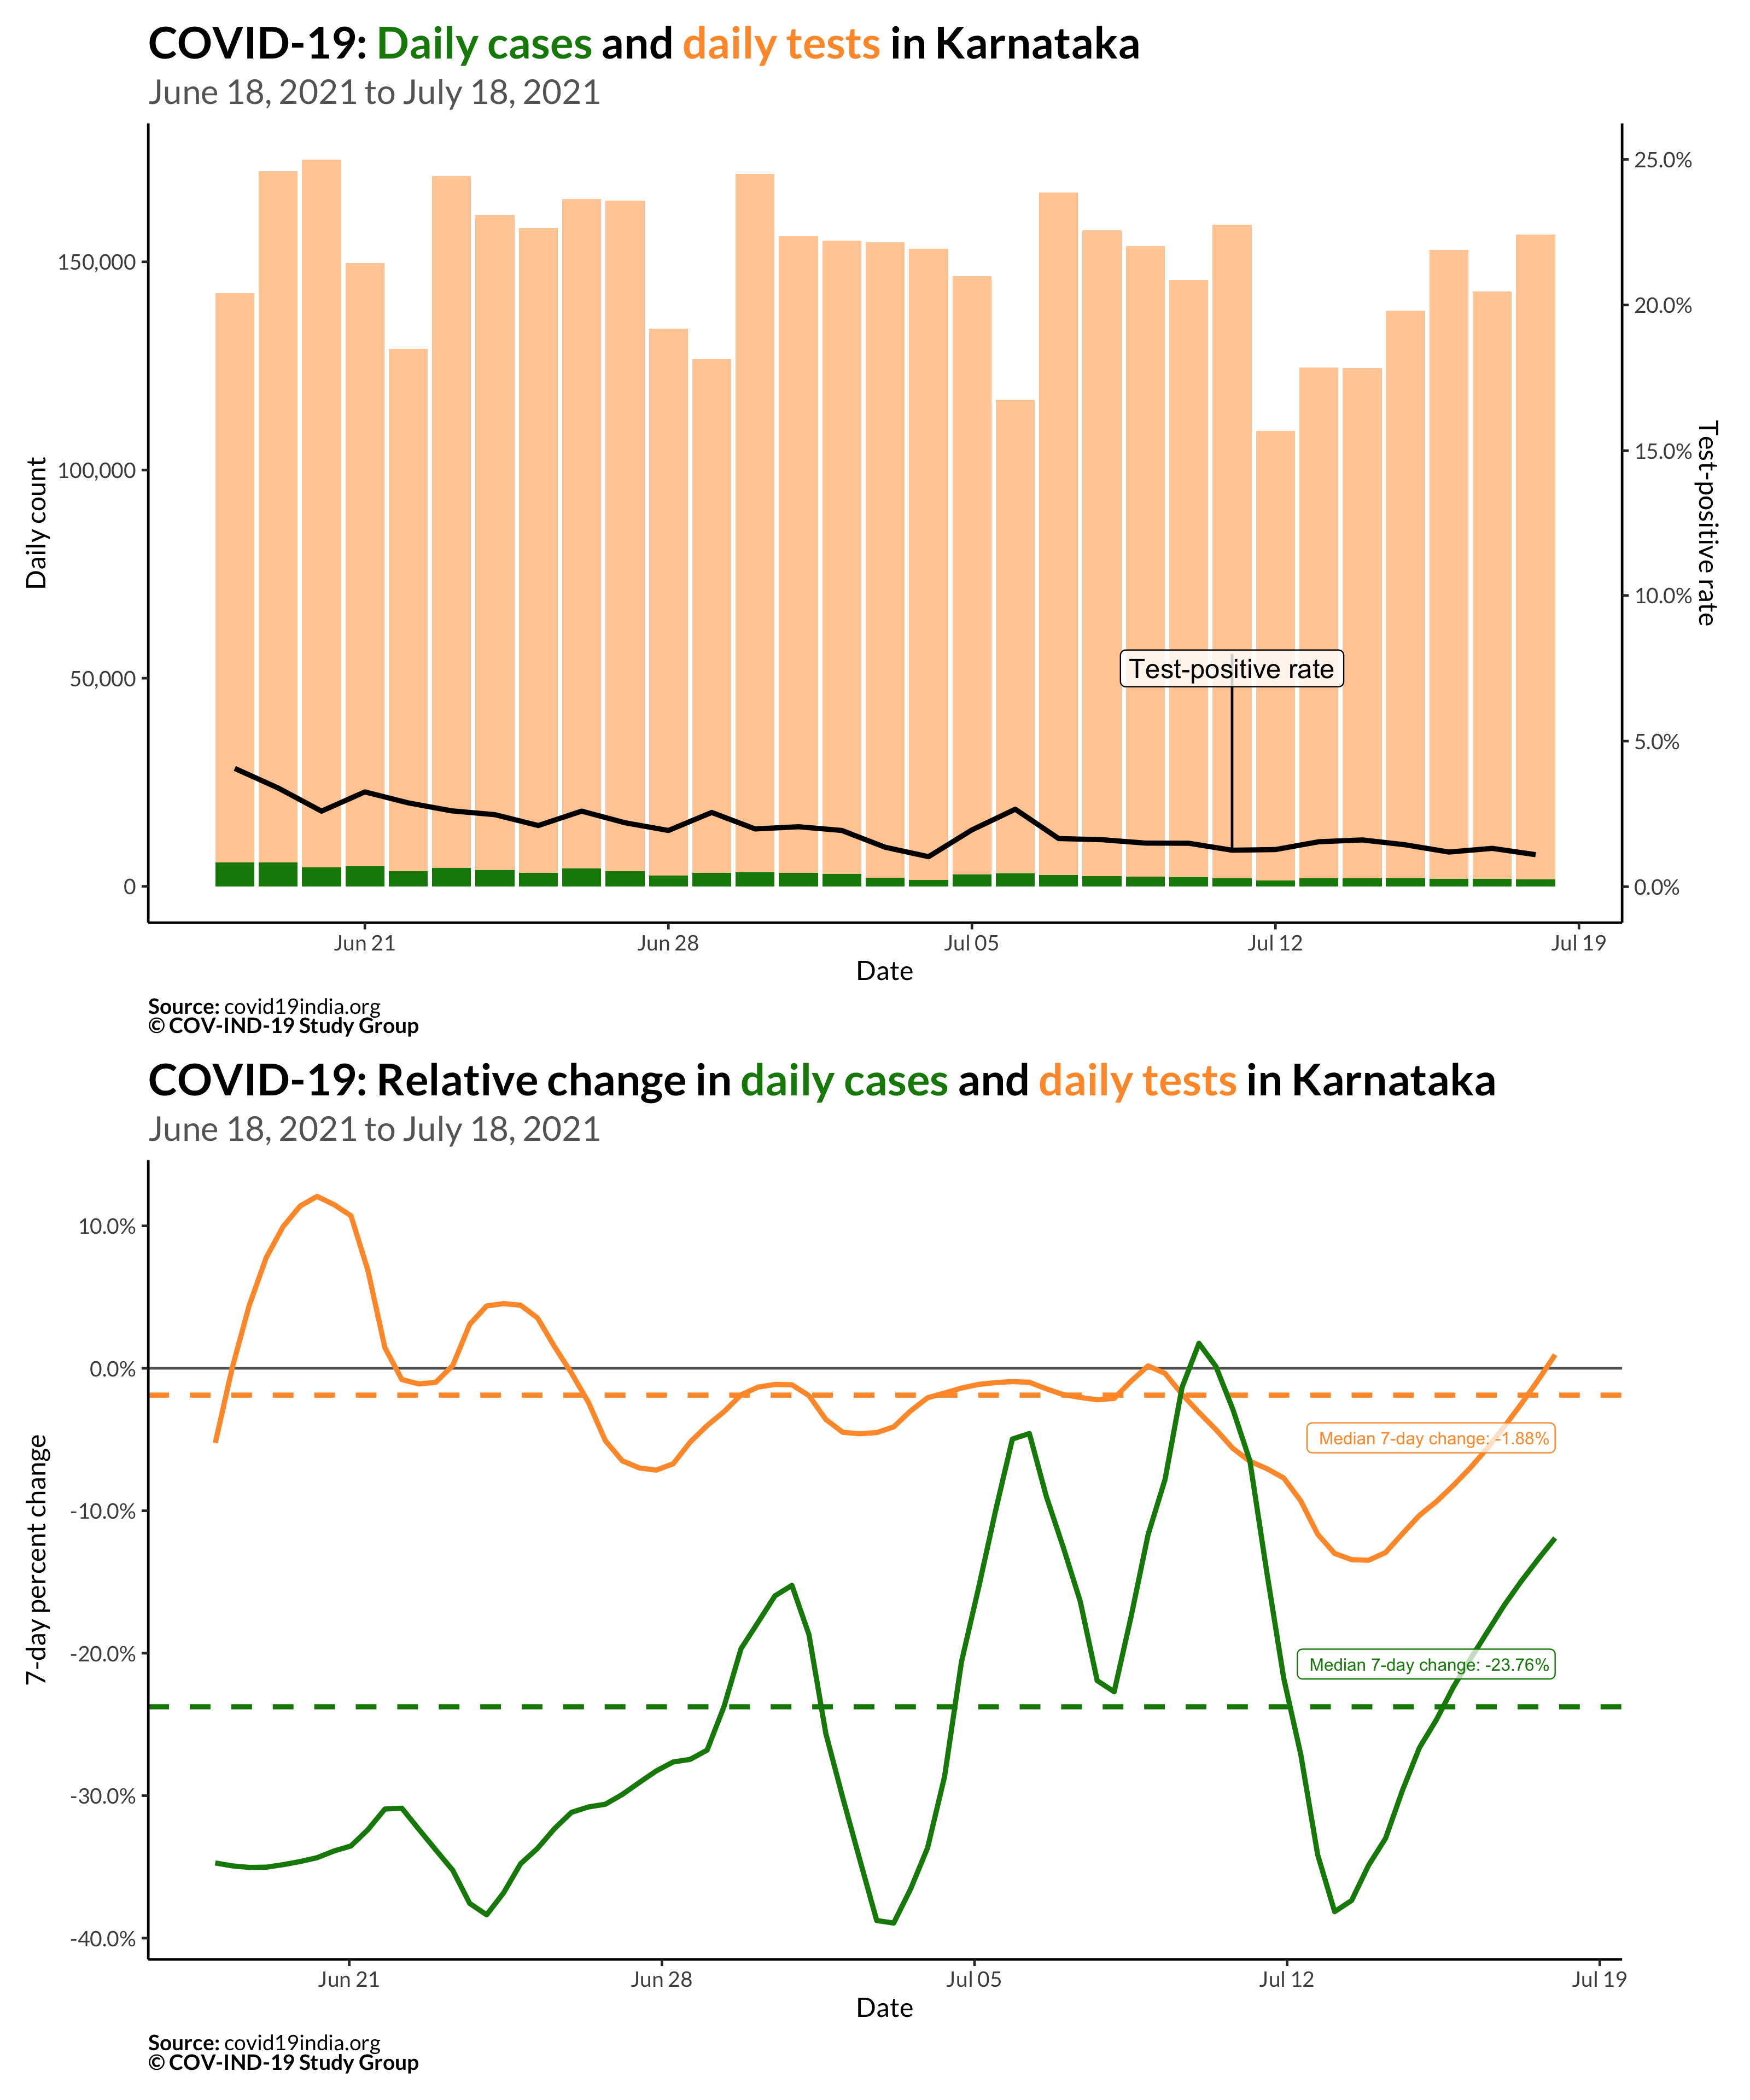 COVID-19: Daily cases and daily tests in Karnataka
June 18, 2021 to July 18, 2021
Daily count
150,000
100,000
50,000
0
25.0%
20.0%
15.0%
10.0%
5.0%
0.0%
Test-positive rate
Test-positive rate
Jun 21
Jun 28
Jul 05
Jul 12
Jul 19
Date
Source: covid19india.org
© COV-IND-19 Study Group
COVID-19: Relative change in daily cases and daily tests in Karnataka
June 18, 2021 to July 18, 2021
7-day percent change
10.0%
0.0%
-10.0%
-20.0%
-30.0%
-40.0%
Median 7-day change: -1.88%
Median 7-day change: -23.76%
Jun 21
Jun 28
Jul 05
Jul 12
Jul 19
Date
Source: covid19india.org
© COV-IND-19 Study Group